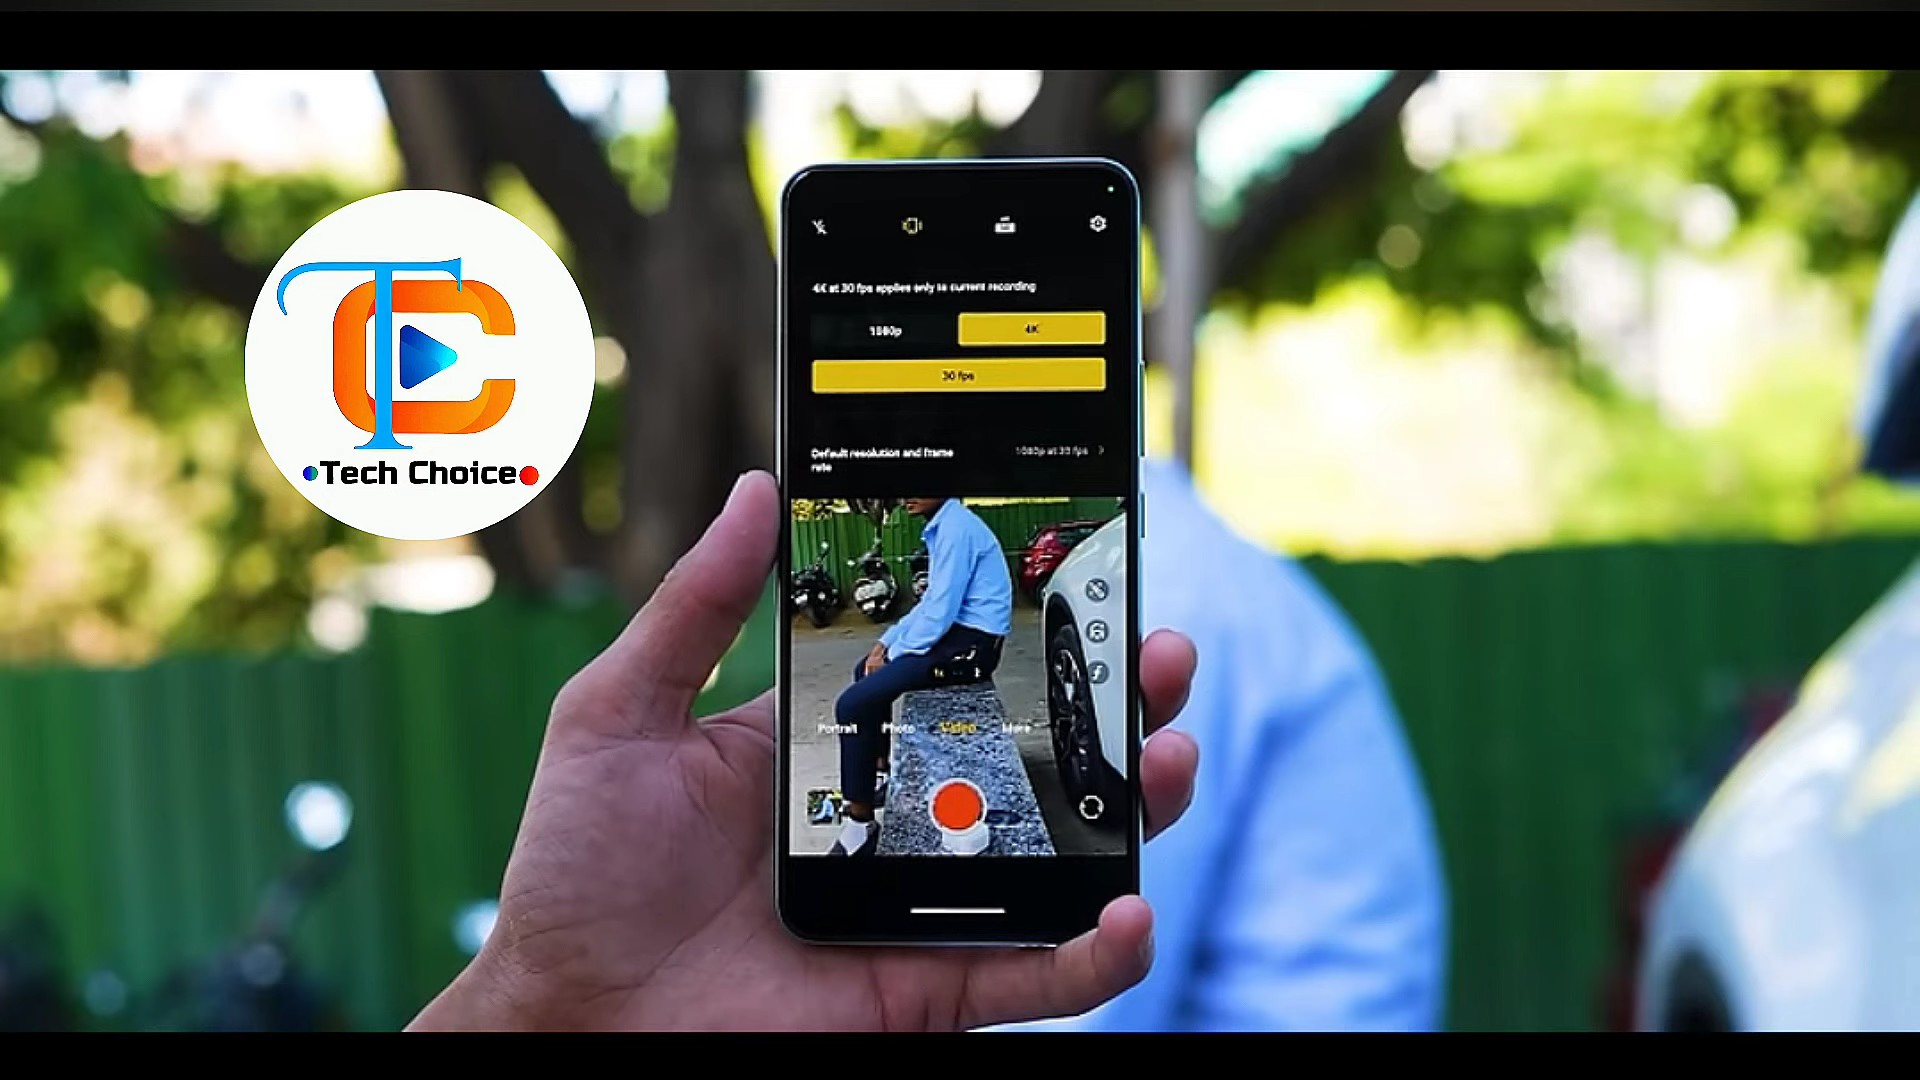 TC
Tech Choice
4K at 30 fps applies only to current recording
1080p 4K
30 fps
Default resolution and frame
rate
1080p at 30 fps >
Portrait Photo Video More